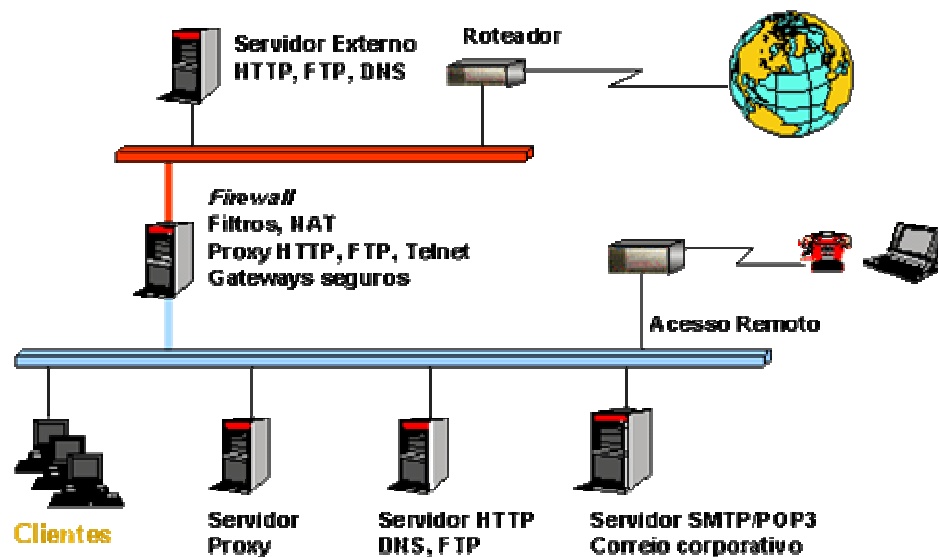 Servidor Externo
HTTP, FTP, DNS
Roteador
Firewall
Filtros, NAT
Proxy HTTP, FTP, Telnet
Gateways seguros
Acesso Remoto
Clientes
Servidor
Proxy
Servidor HTTP
DNS, FTP
Servidor SMTP/POP3
Correio corporativo